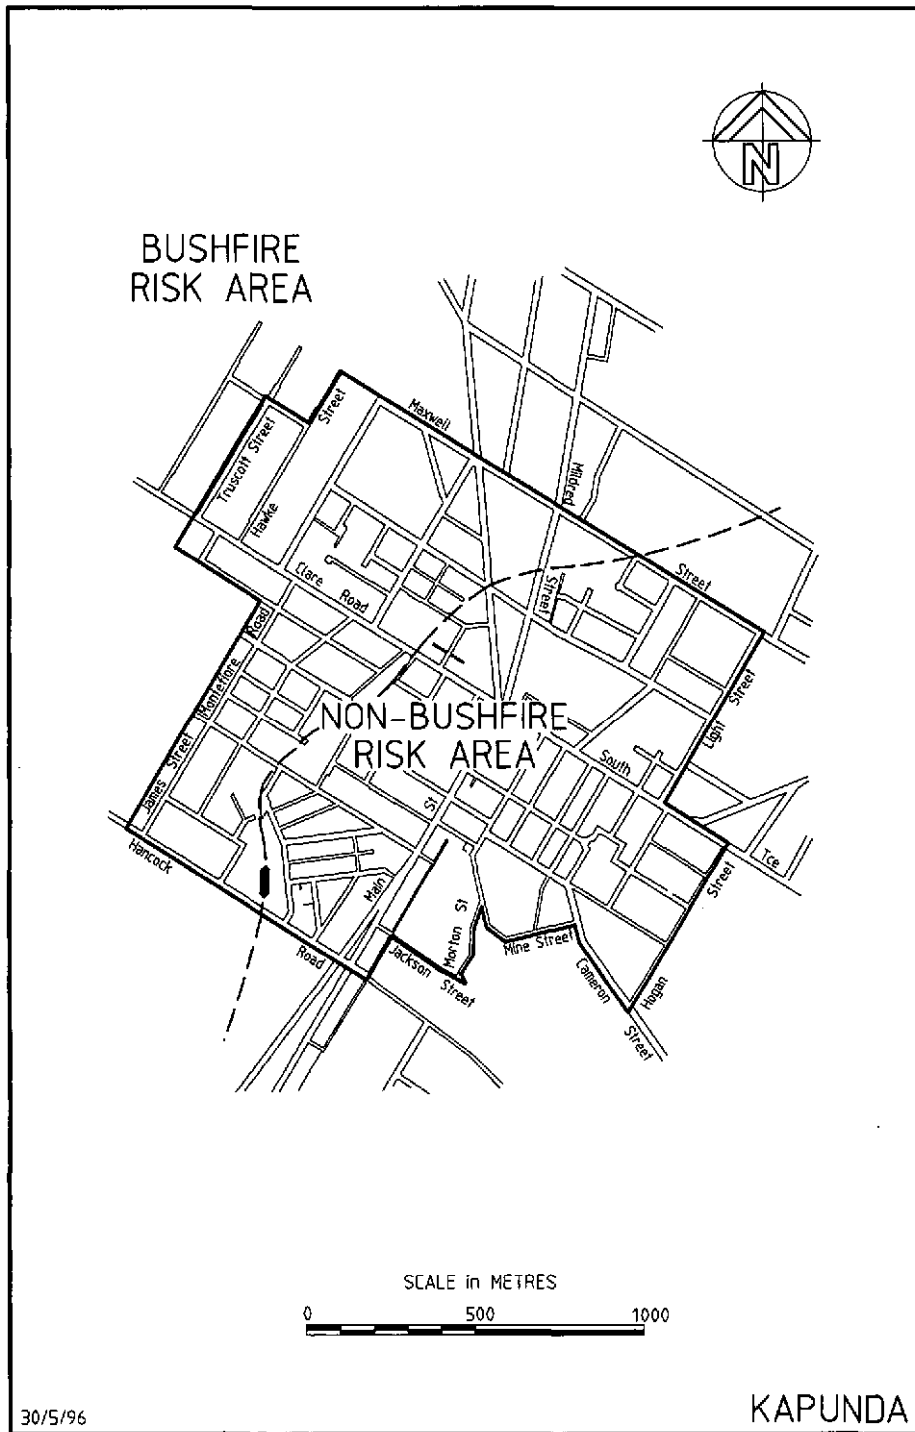 N
BUSHFIRE
RISK AREA
Maxwell
Street
Truscott Street
Mildred
Hawke
Clare Road
Street
Street
Road
Montefiore
Street
Light
NON-BUSHFIRE
RISK AREA
South
James Street
St
Hancock
Main
Street
Tce
Morton St
Mine Street
Road
Jackson
Street
Cameron
Hogan
Street
SCALE in METRES
0 500 1000
30/5/96
KAPUNDA